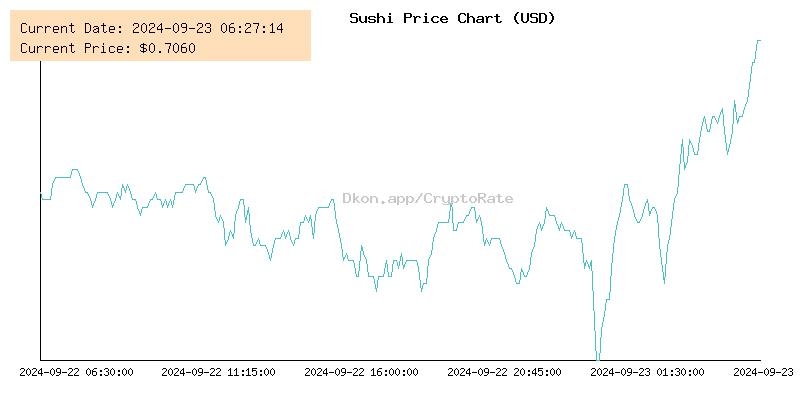 Sushi Price Chart (USD)
Current Date: 2024-09-23 06:27:14
Current Price: $0.7060
Dkon.app/CryptoRate
2024-09-22 06:30:00 2024-09-22 11:15:00 2024-09-22 16:00:00 2024-09-22 20:45:00 2024-09-23 01:30:00 2024-09-23